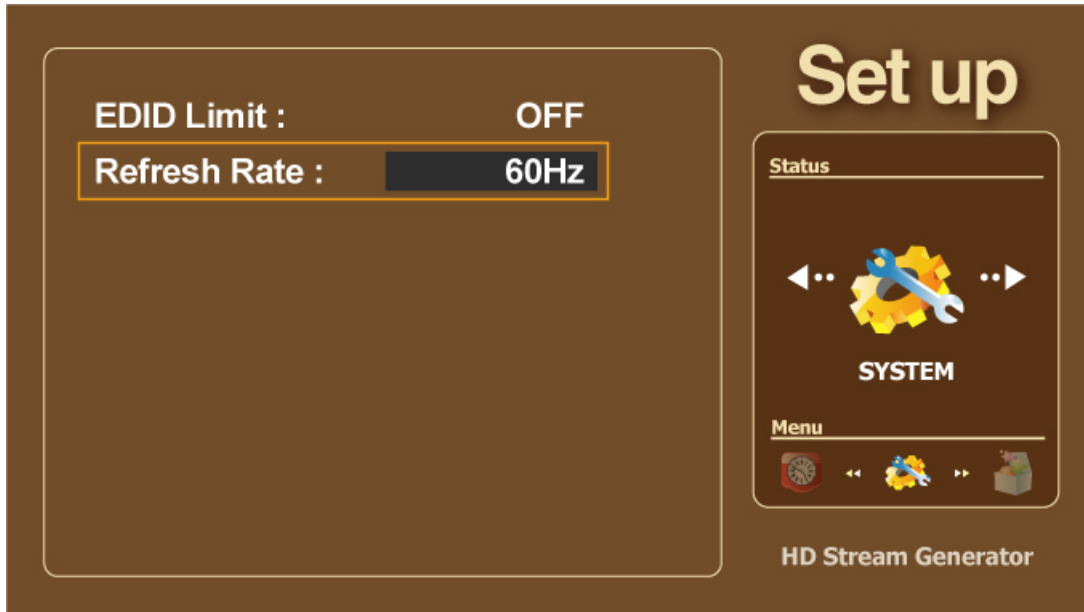 Set up
EDID Limit : OFF
Refresh Rate : 60Hz
Status
SYSTEM
Menu
HD Stream Generator